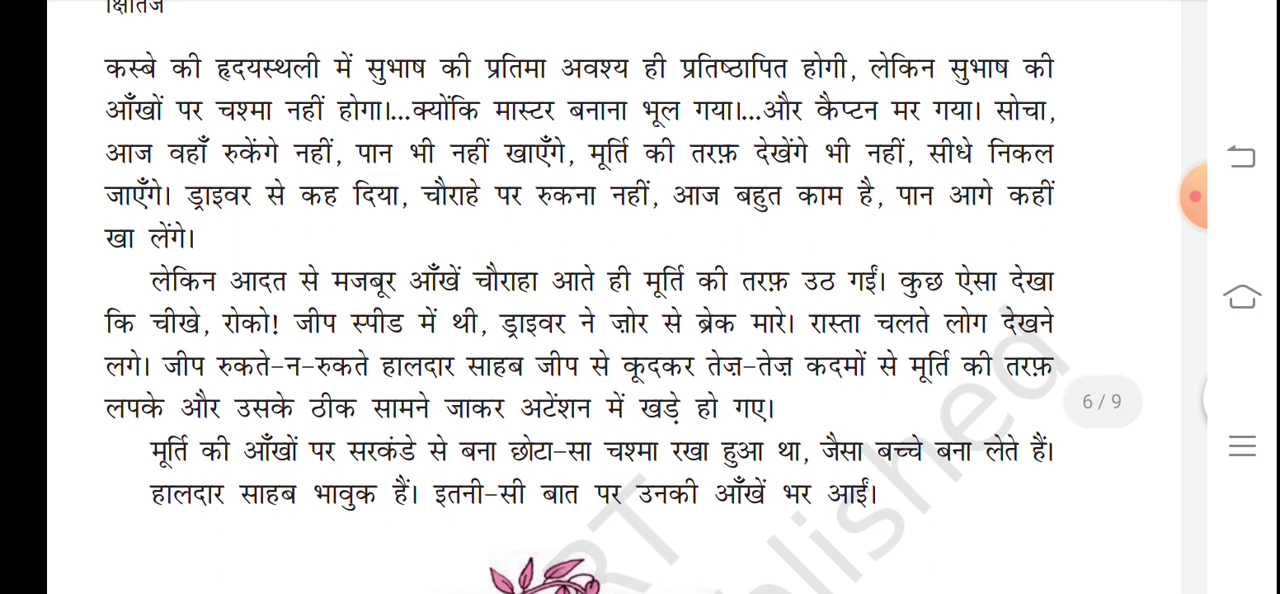 क्षितिज
कस्बे की हृदयस्थली में सुभाष की प्रतिमा अवश्य ही प्रतिष्ठापित होगी, लेकिन सुभाष की
आँखों पर चश्मा नहीं होगा।...क्योंकि मास्टर बनाना भूल गया।...और कैप्टन मर गया। सोचा,
आज वहाँ रुकेंगे नहीं, पान भी नहीं खाएँगे, मूर्ति की तरफ़ देखेंगे भी नहीं, सीधे निकल
जाएँगे। ड्राइवर से कह दिया, चौराहे पर रुकना नहीं, आज बहुत काम है, पान आगे कहीं
खा लेंगे।
लेकिन आदत से मजबूर आँखें चौराहा आते ही मूर्ति की तरफ़ उठ गईं। कुछ ऐसा देखा
कि चीखे, रोको! जीप स्पीड में थी, ड्राइवर ने ज़ोर से ब्रेक मारे। रास्ता चलते लोग देखने
लगे। जीप रुकते-न-रुकते हालदार साहब जीप से कूदकर तेज़-तेज़ कदमों से मूर्ति की तरफ़
लपके और उसके ठीक सामने जाकर अटेंशन में खड़े हो गए।
6 / 9
मूर्ति की आँखों पर सरकंडे से बना छोटा-सा चश्मा रखा हुआ था, जैसा बच्चे बना लेते हैं।
हालदार साहब भावुक हैं। इतनी-सी बात पर उनकी आँखें भर आईं।